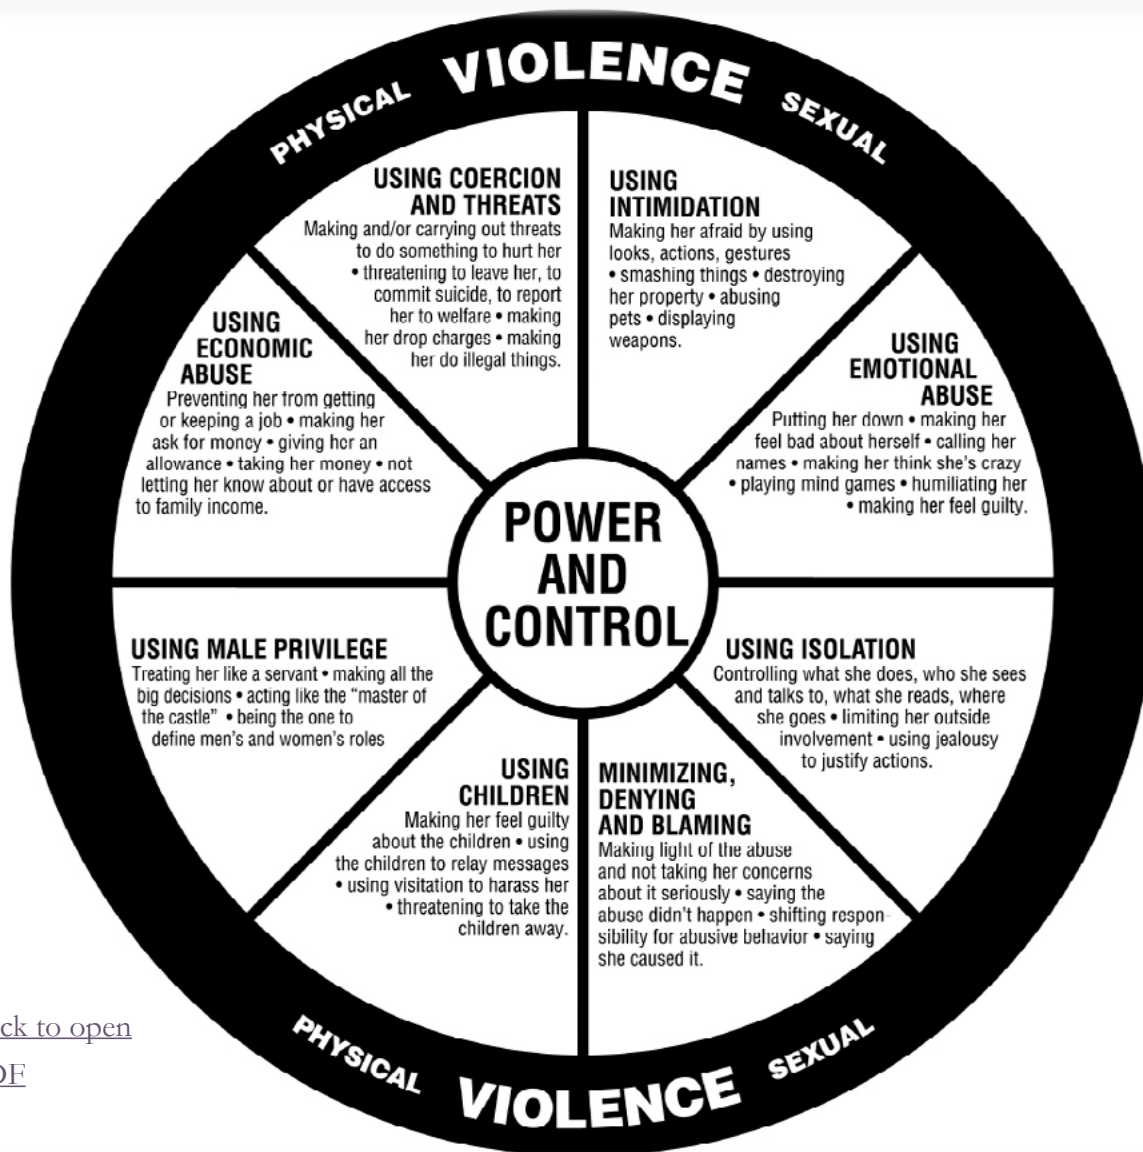 PHYSICAL VIOLENCE SEXUAL
USING COERCION
AND THREATS
Making and/or carrying out threats
to do something to hurt her
• threatening to leave her, to
commit suicide, to report
her to welfare • making
her drop charges • making
her do illegal things.
USING
INTIMIDATION
Making her afraid by using
looks, actions, gestures
• smashing things • destroying
her property • abusing
pets • displaying
weapons.
USING
EMOTIONAL
ABUSE
Putting her down • making her
feel bad about herself • calling her
names • making her think she's crazy
• playing mind games • humiliating her
• making her feel guilty.
USING ISOLATION
Controlling what she does, who she sees
and talks to, what she reads, where
she goes • limiting her outside
involvement • using jealousy
to justify actions.
MINIMIZING,
DENYING
AND BLAMING
Making light of the abuse
and not taking her concerns
about it seriously • saying the
abuse didn't happen • shifting respon-
sibility for abusive behavior • saying
she caused it.
USING
CHILDREN
Making her feel guilty
about the children • using
the children to relay messages
• using visitation to harass her
• threatening to take the
children away.
USING MALE PRIVILEGE
Treating her like a servant • making all the
big decisions • acting like the “master of
the castle” • being the one to
define men's and women's roles
USING
ECONOMIC
ABUSE
Preventing her from getting
or keeping a job • making her
ask for money • giving her an
allowance • taking her money • not
letting her know about or have access
to family income.
POWER
AND
CONTROL
PHYSICAL VIOLENCE SEXUAL
ck to open